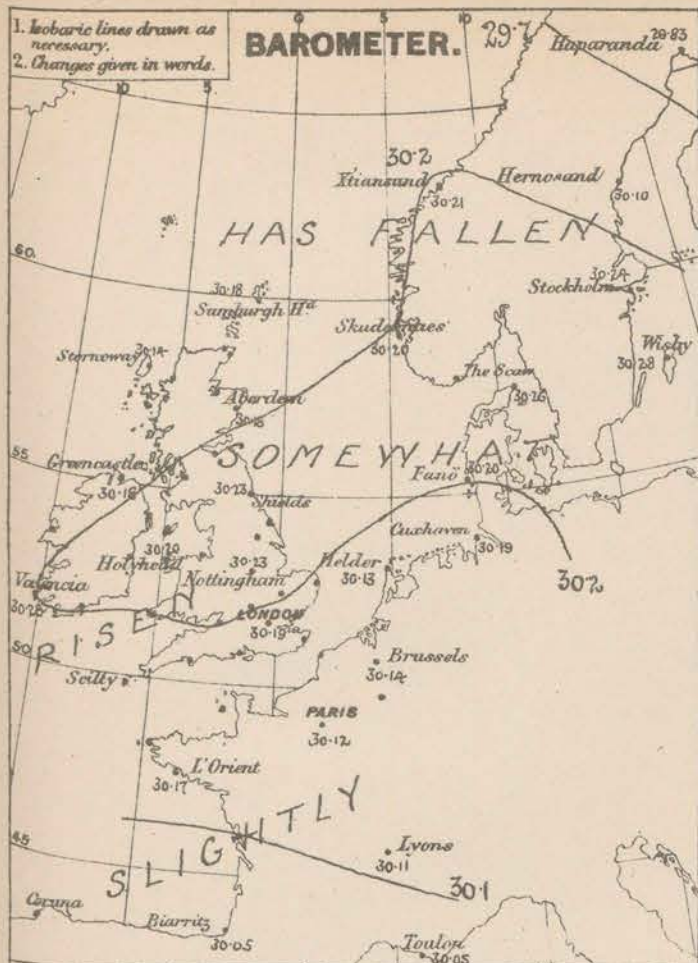 1. Isobaric lines drawn as
necessary.
2. Changes given in words.
BAROMETER.
29.7
Haparanda
29.83
10
5
0
5
10
30.2
Xtiansand
30.21
Hernosand
30.10
HAS FALLEN
60.
30.18
Sumburgh Hd
30.24
Stockholm
Skudesnaes
30.20
Wisby
30.28
Stornoway
30.14
The Scaw
30.26
Aberdeen
55
SOMEWHAT
Greencastle
30.18
30.23
Shields
30.20
Fanö
Cuxhaven
30.19
30.20
Holyhead
30.23
Nottingham
Helder
30.13
30.2
Valencia
30.28
LONDON
RISEN
50
Scilly
Brussels
30.14
PARIS
30.12
L'Orient
30.17
SLIGHTLY
45
Lyons
30.11
30.1
Coruna
Biarritz
30.05
Toulon
30.05